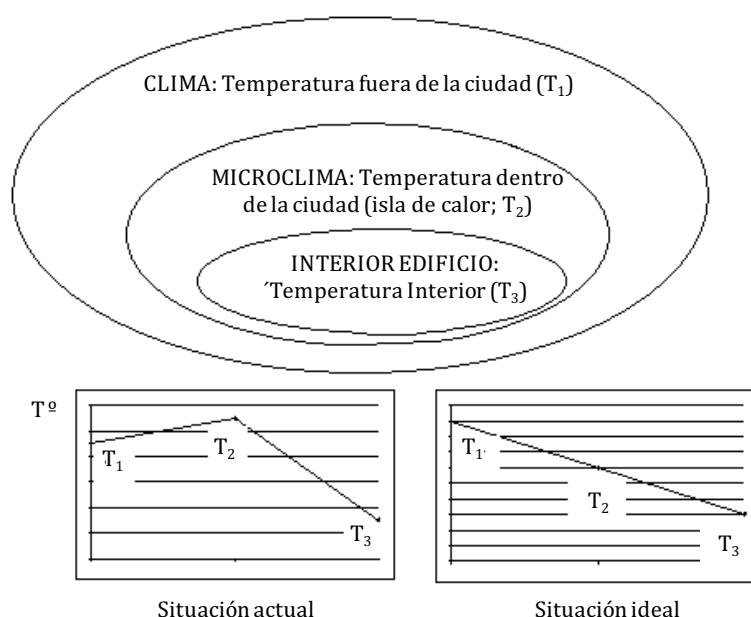 CLIMA: Temperatura fuera de la ciudad (T₁)
MICROCLIMA: Temperatura dentro
de la ciudad (isla de calor; T₂)
INTERIOR EDIFICIO:
´Temperatura Interior (T₃)
T º
T₁
T₂
T₃
T₁
T₂
T₃
Situación actual
Situación ideal